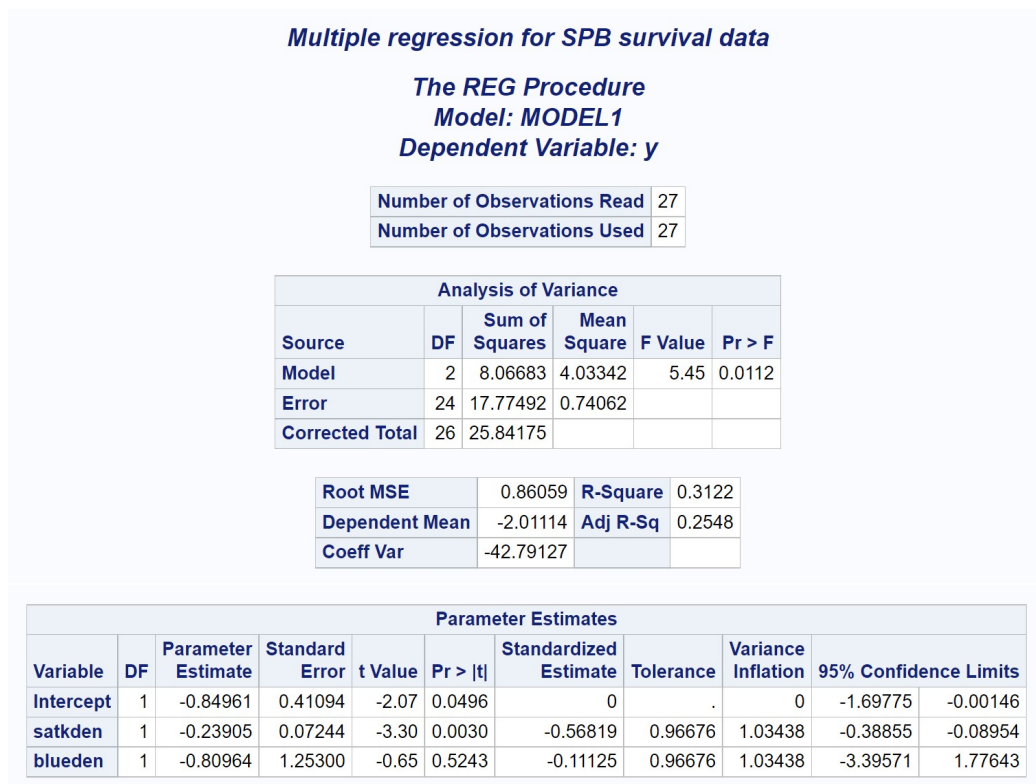 Multiple regression for SPB survival data
The REG Procedure
Model: MODEL1
Dependent Variable: y
Number of Observations Read 27
Number of Observations Used 27
Analysis of Variance
Source DF Sum of Squares Mean Square F Value Pr > F
Model 2 8.06683 4.03342 5.45 0.0112
Error 24 17.77492 0.74062
Corrected Total 26 25.84175
Root MSE 0.86059 R-Square 0.3122
Dependent Mean -2.01114 Adj R-Sq 0.2548
Coeff Var -42.79127
Parameter Estimates
Variable DF Parameter Estimate Standard Error t Value Pr > |t| Standardized Estimate Tolerance Variance Inflation 95% Confidence Limits
Intercept 1 -0.84961 0.41094 -2.07 0.0496 0 . 0 -1.69775 -0.00146
satkden 1 -0.23905 0.07244 -3.30 0.0030 -0.56819 0.96676 1.03438 -0.38855 -0.08954
blueden 1 -0.80964 1.25300 -0.65 0.5243 -0.11125 0.96676 1.03438 -3.39571 1.77643